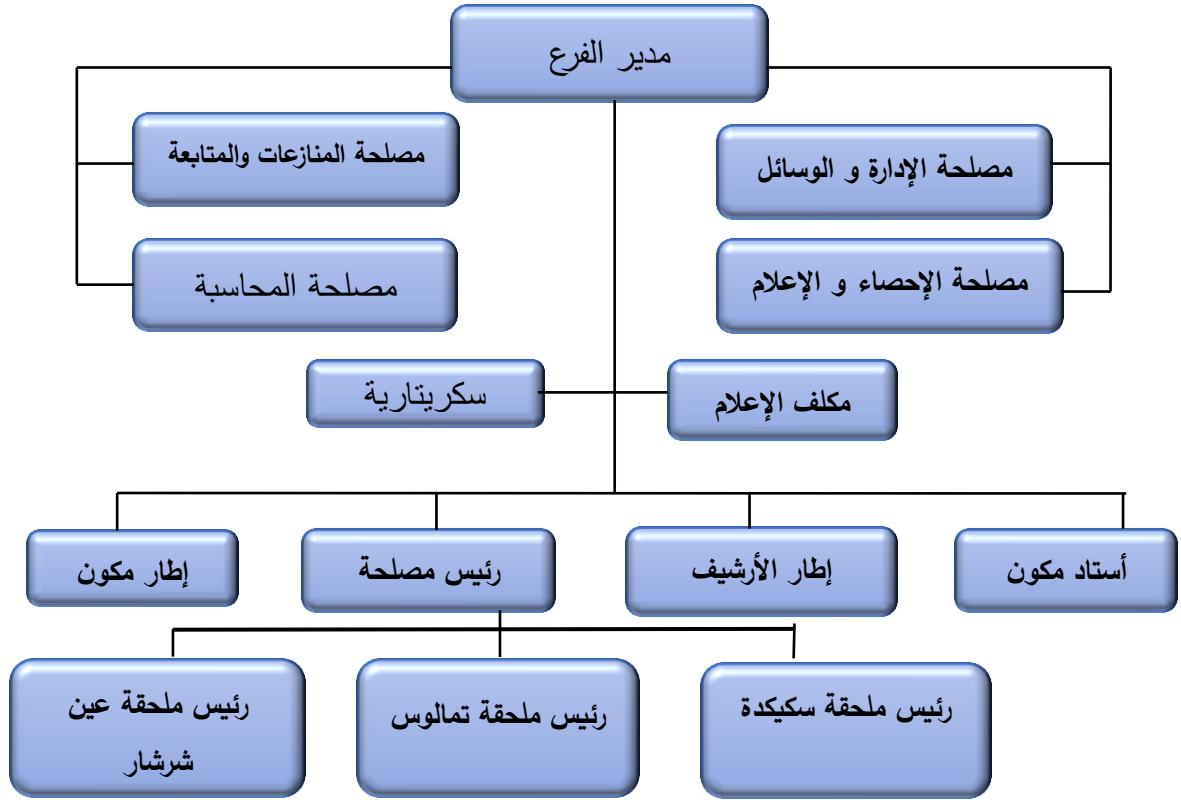 مدير الفرع
مصلحة الإدارة و الوسائل
مصلحة المنازعات والمتابعة
مصلحة الإحصاء و الإعلام
مصلحة المحاسبة
مكلف الإعلام
سكريتارية
أستاد مكون
إطار الأرشيف
رئيس مصلحة
إطار مكون
رئيس ملحقة سكيكدة
رئيس ملحقة تمالوس
رئيس ملحقة عين
شرشار